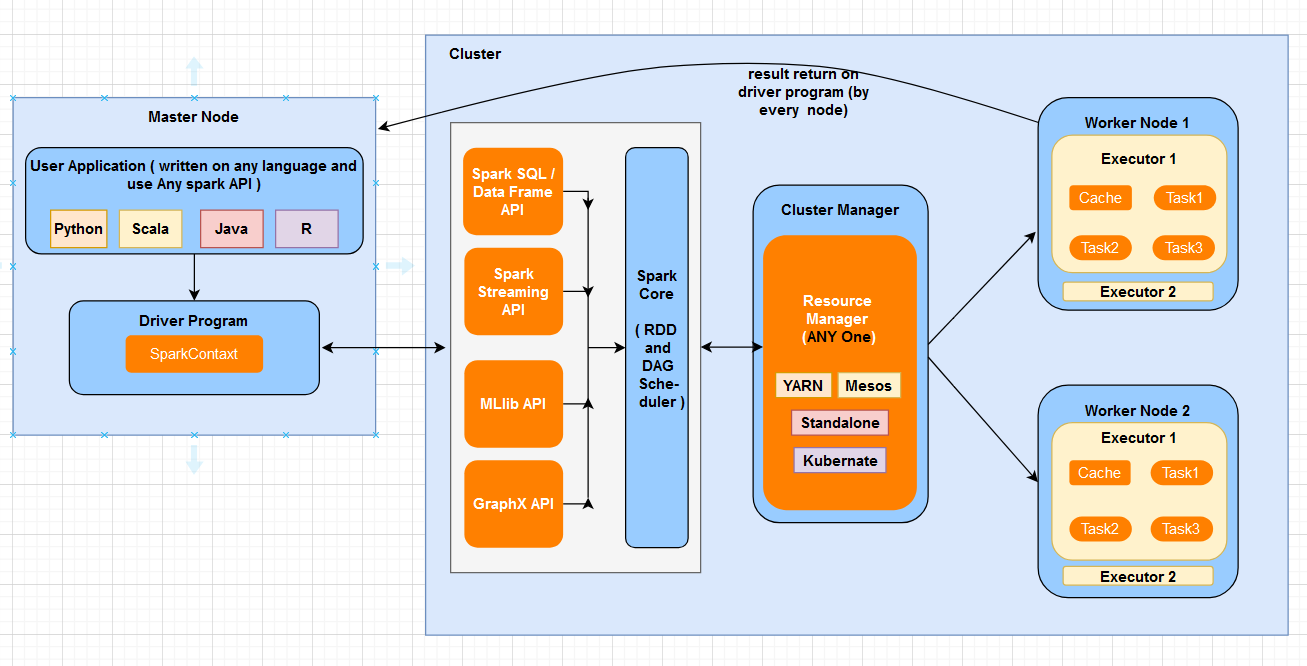 Cluster
result return on
driver program (by
every node)
Master Node
User Application ( written on any language and
use Any spark API )
Python
Scala
Java
R
Driver Program
SparkContaxt
Spark SQL /
Data Frame
API
Spark
Streaming
API
MLlib API
GraphX API
Spark
Core
( RDD
and
DAG
Sche-
duler )
Cluster Manager
Resource
Manager
(ANY One)
YARN
Mesos
Standalone
Kubernate
Worker Node 1
Executor 1
Cache
Task1
Task2
Task3
Executor 2
Worker Node 2
Executor 1
Cache
Task1
Task2
Task3
Executor 2